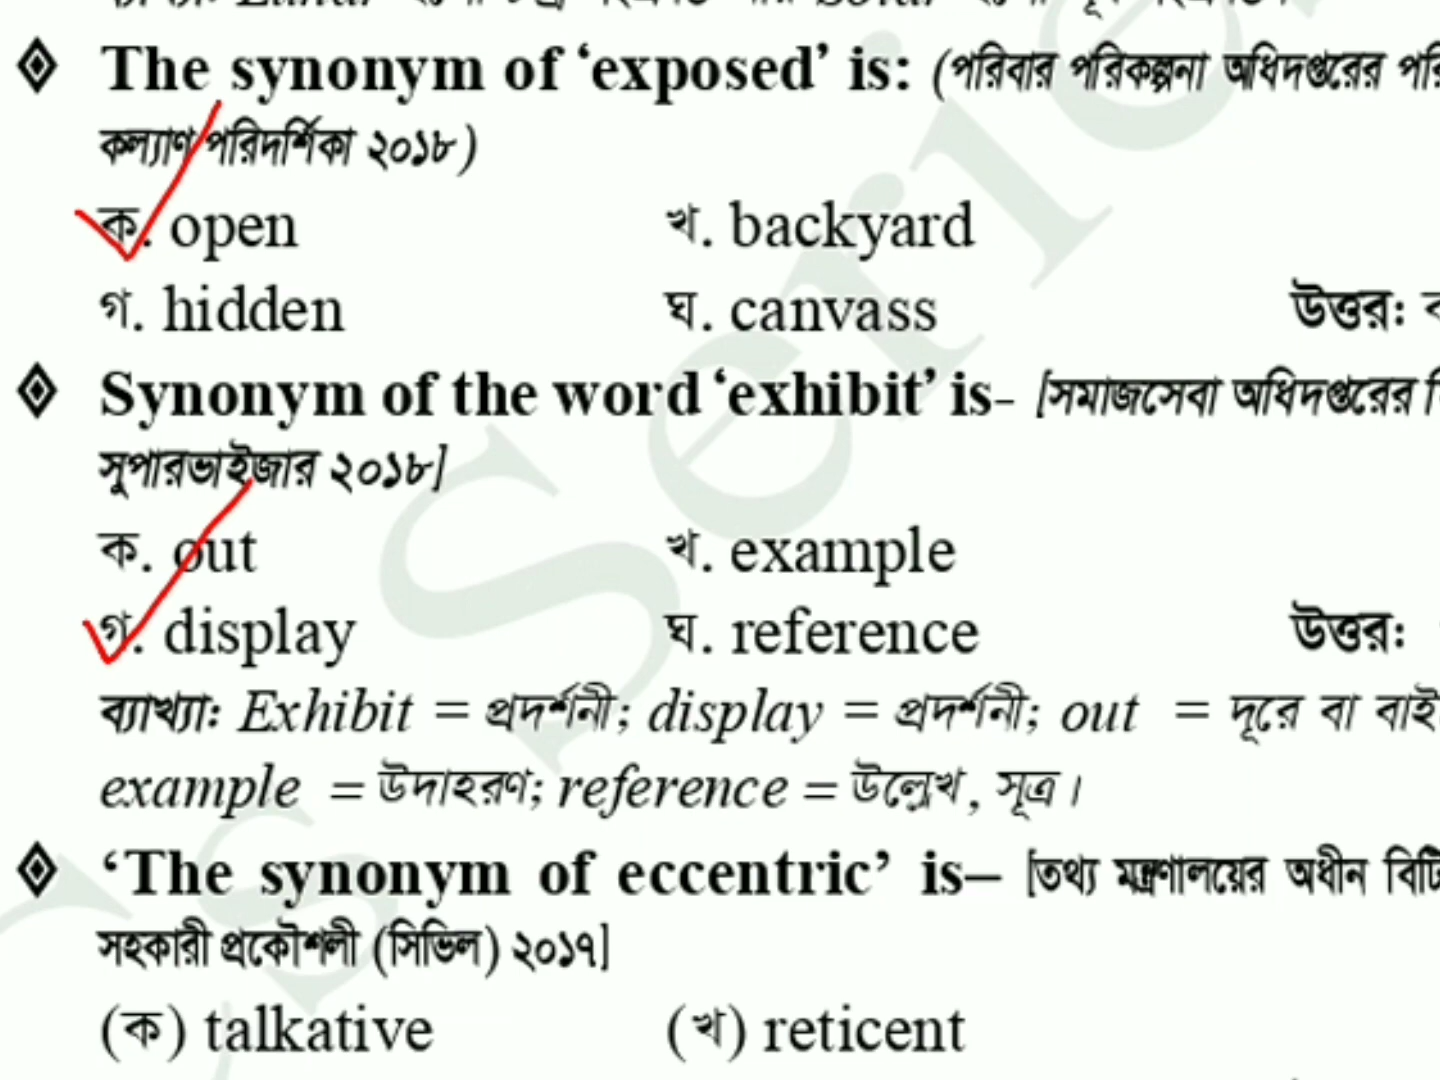 ◈ The synonym of ‘exposed’ is: (পরিবার পরিকল্পনা অধিদপ্তরের
কল্যাণ পরিদর্শিকা ২০১৮)
ক. open খ. backyard
গ. hidden ঘ. canvass উত্তর:
◈ Synonym of the word ‘exhibit’ is- [সমাজসেবা অধিদপ্তরের
সুপারভাইজার ২০১৮]
ক. out খ. example
গ. display ঘ. reference উত্তর:
ব্যাখ্যা: Exhibit = প্রদর্শনী; display = প্রদর্শনী; out = দূরে বা
example = উদাহরণ; reference = উল্লেখ, সূত্র।
◈ ‘The synonym of eccentric’ is– [তথ্য মন্ত্রণালয়ের অধীন
সহকারী প্রকৌশলী (সিভিল) ২০১৭]
(ক) talkative (খ) reticent